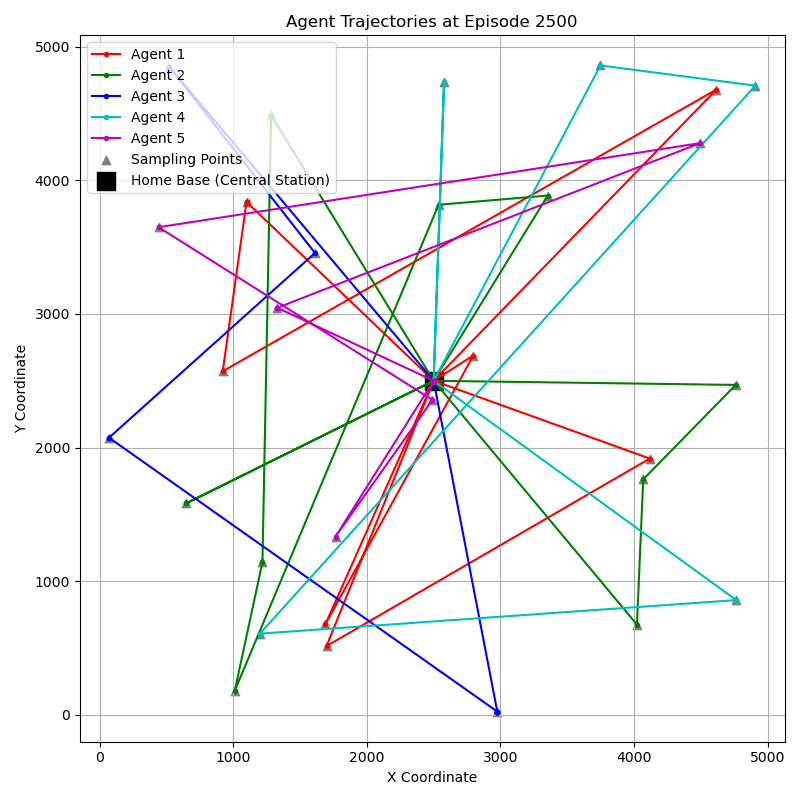 Agent Trajectories at Episode 2500
Agent 1
Agent 2
Agent 3
Agent 4
Agent 5
Sampling Points
Home Base (Central Station)
5000
4000
3000
2000
1000
0
Y Coordinate
0 1000 2000 3000 4000 5000
X Coordinate